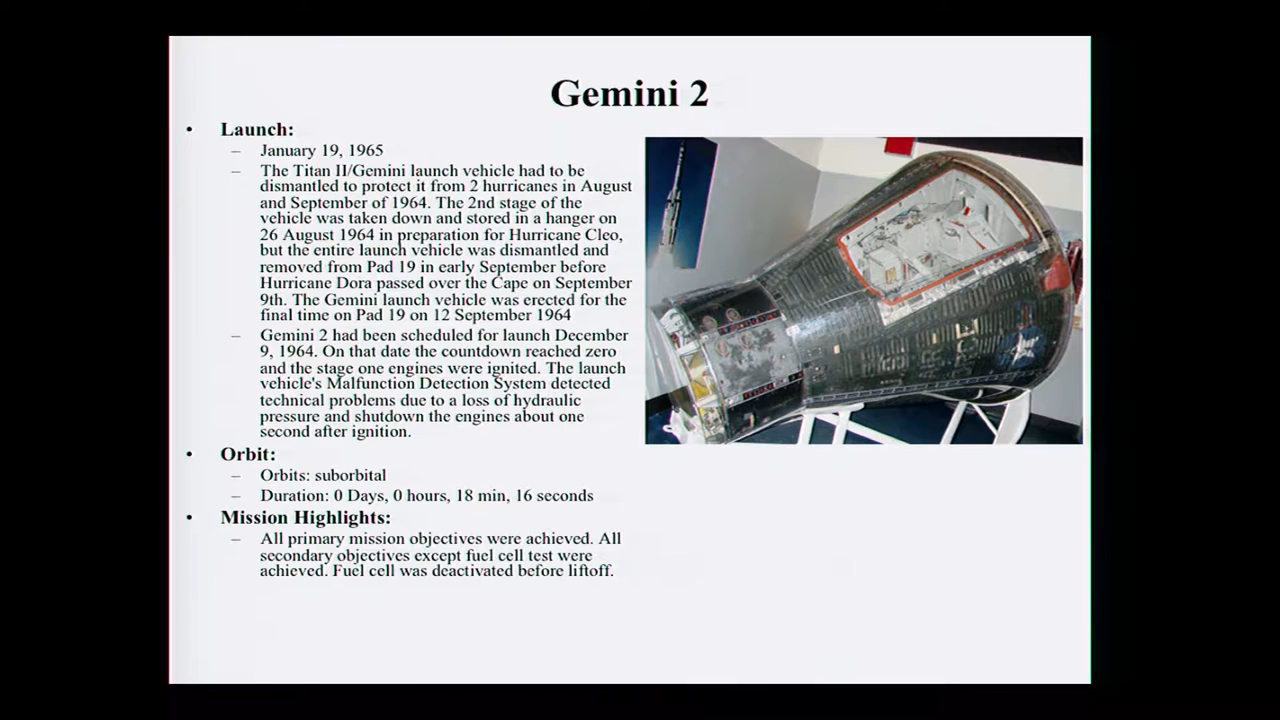 Gemini 2
• Launch:
– January 19, 1965
– The Titan II/Gemini launch vehicle had to be
dismantled to protect it from 2 hurricanes in August
and September of 1964. The 2nd stage of the
vehicle was taken down and stored in a hanger on
26 August 1964 in preparation for Hurricane Cleo,
but the entire launch vehicle was dismantled and
removed from Pad 19 in early September before
Hurricane Dora passed over the Cape on September
9th. The Gemini launch vehicle was erected for the
final time on Pad 19 on 12 September 1964
– Gemini 2 had been scheduled for launch December
9, 1964. On that date the countdown reached zero
and the stage one engines were ignited. The launch
vehicle's Malfunction Detection System detected
technical problems due to a loss of hydraulic
pressure and shutdown the engines about one
second after ignition.
• Orbit:
– Orbits: suborbital
– Duration: 0 Days, 0 hours, 18 min, 16 seconds
• Mission Highlights:
– All primary mission objectives were achieved. All
secondary objectives except fuel cell test were
achieved. Fuel cell was deactivated before liftoff.